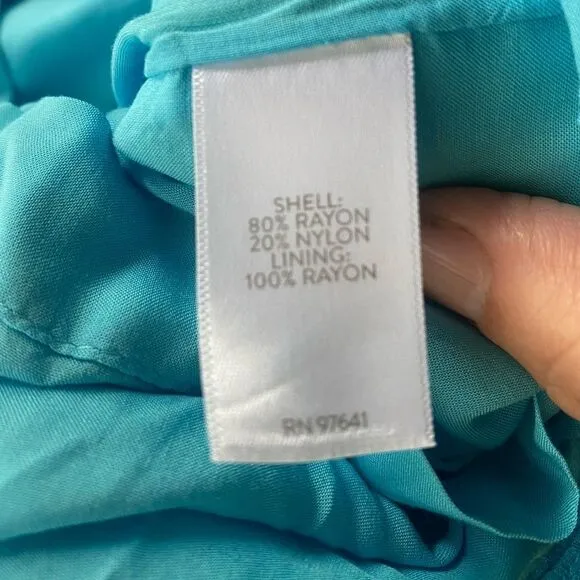 SHELL:
80% RAYON
20% NYLON
LINING:
100% RAYON
RN 97641